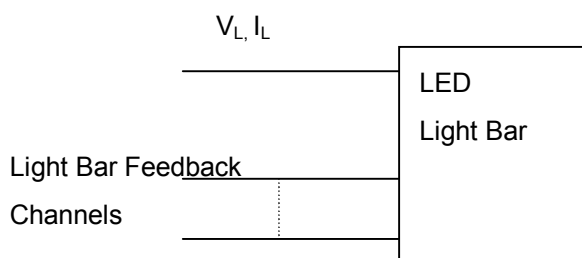 VL, IL
LED
Light Bar
Light Bar Feedback
Channels